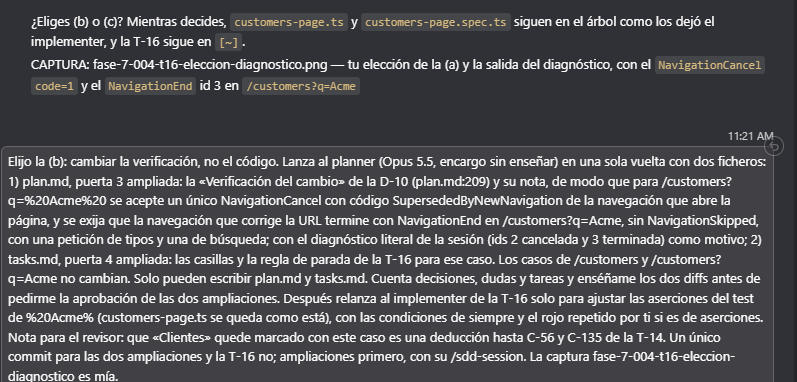 ¿Eliges (b) o (c)? Mientras decides, customers-page.ts y customers-page.spec.ts siguen en el árbol como los dejó el
implementer, y la T-16 sigue en [~].
CAPTURA: fase-7-004-t16-eleccion-diagnostico.png — tu elección de la (a) y la salida del diagnóstico, con el NavigationCancel
code=1 y el NavigationEnd id 3 en /customers?q=Acme
11:21 AM
Elijo la (b): cambiar la verificación, no el código. Lanza al planner (Opus 5.5, encargo sin enseñar) en una sola vuelta con dos ficheros:
1) plan.md, puerta 3 ampliada: la «Verificación del cambio» de la D-10 (plan.md:209) y su nota, de modo que para /customers?
q=%20Acme%20 se acepte un único NavigationCancel con código SupersededByNewNavigation de la navegación que abre la
página, y se exija que la navegación que corrige la URL termine con NavigationEnd en /customers?q=Acme, sin NavigationSkipped,
con una petición de tipos y una de búsqueda; con el diagnóstico literal de la sesión (ids 2 cancelada y 3 terminada) como motivo; 2)
tasks.md, puerta 4 ampliada: las casillas y la regla de parada de la T-16 para ese caso. Los casos de /customers y /customers?
q=Acme no cambian. Solo pueden escribir plan.md y tasks.md. Cuenta decisiones, dudas y tareas y enséñame los dos diffs antes de
pedirme la aprobación de las dos ampliaciones. Después relanza al implementer de la T-16 solo para ajustar las aserciones del test
de %20Acme% (customers-page.ts se queda como está), con las condiciones de siempre y el rojo repetido por ti si es de aserciones.
Nota para el revisor: que «Clientes» quede marcado con este caso es una deducción hasta C-56 y C-135 de la T-14. Un único
commit para las dos ampliaciones y la T-16 no; ampliaciones primero, con su /sdd-session. La captura fase-7-004-t16-eleccion-
diagnostico es mía.